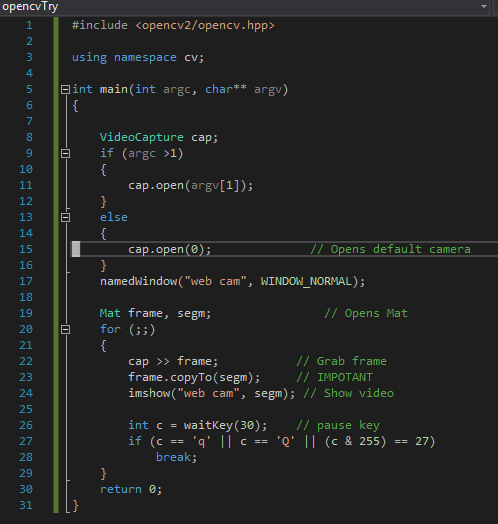 opencvTry
1 #include <opencv2/opencv.hpp>
2
3 using namespace cv;
4
5 int main(int argc, char** argv)
6 {
7
8 VideoCapture cap;
9 if (argc >1)
10 {
11 cap.open(argv[1]);
12 }
13 else
14 {
15 cap.open(0); // Opens default camera
16 }
17 namedWindow("web cam", WINDOW_NORMAL);
18
19 Mat frame, segm; // Opens Mat
20 for (;;)
21 {
22 cap >> frame; // Grab frame
23 frame.copyTo(segm); // IMPOTANT
24 imshow("web cam", segm); // Show video
25
26 int c = waitKey(30); // pause key
27 if (c == 'q' || c == 'Q' || (c & 255) == 27)
28 break;
29 }
30 return 0;
31 }